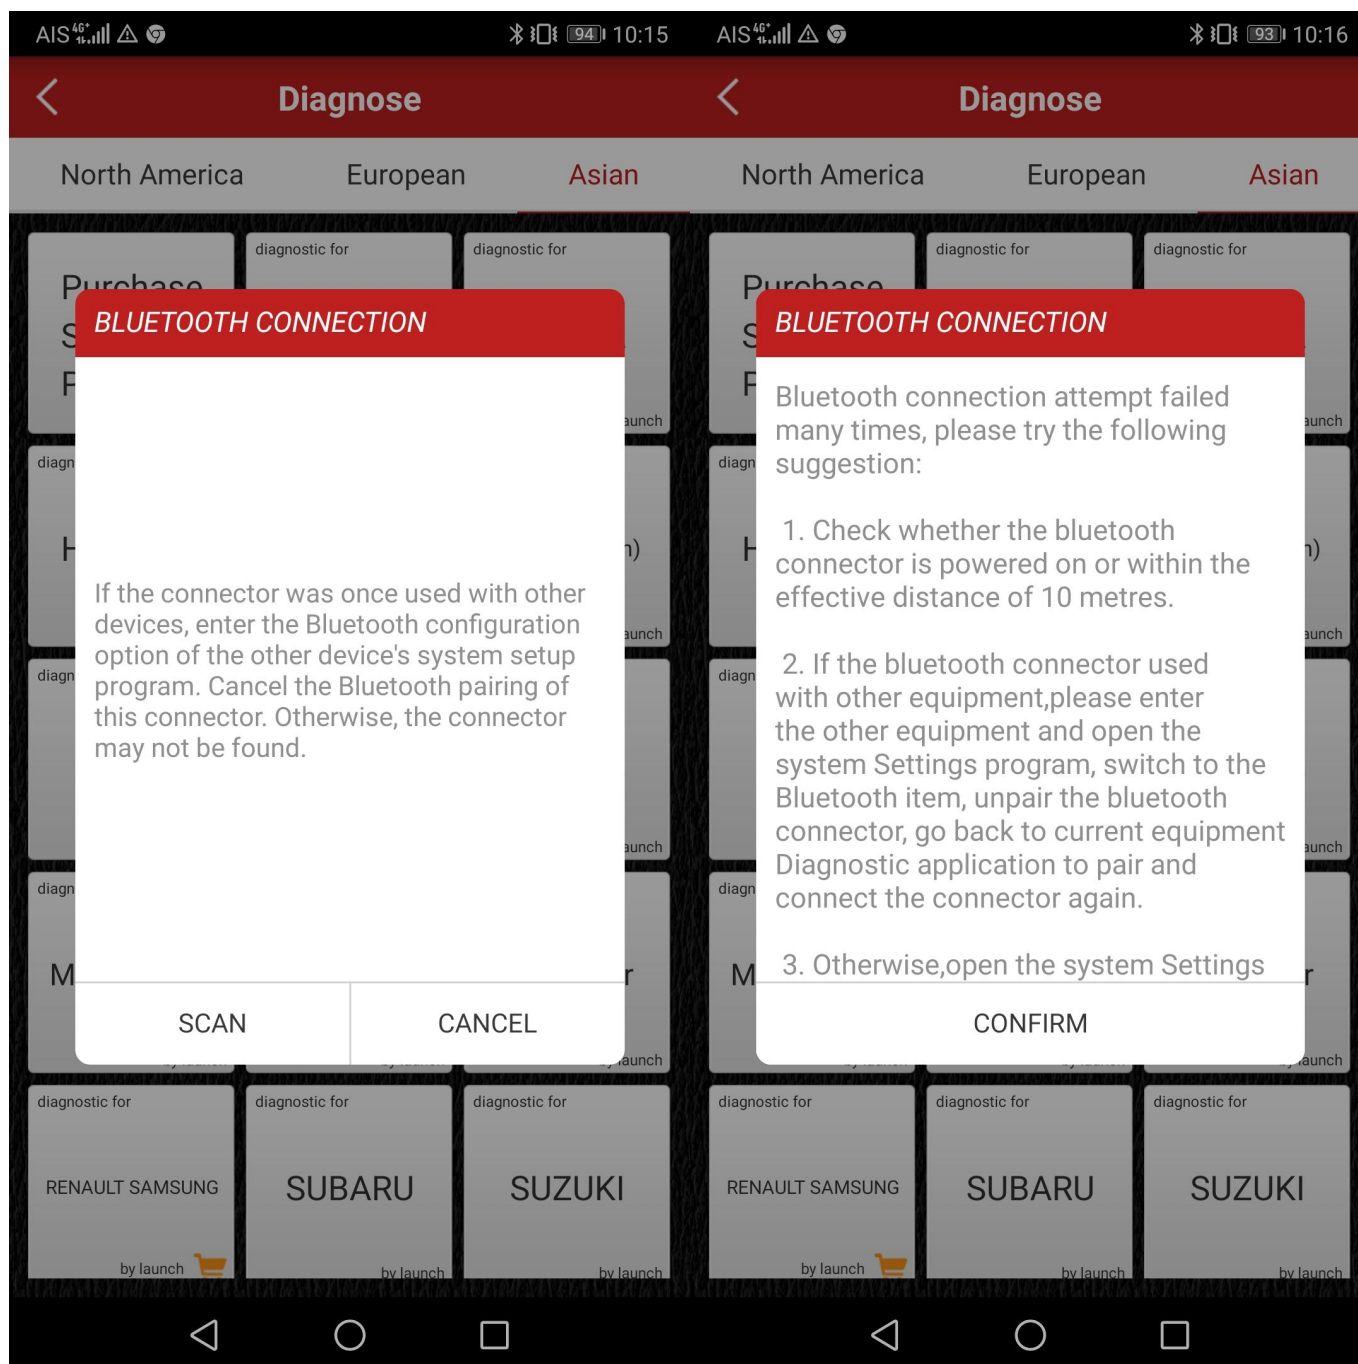 AIS 4G+ 94 10:15
Diagnose
North America European Asian
diagnostic for diagnostic for
Purchase
BLUETOOTH CONNECTION
If the connector was once used with other
devices, enter the Bluetooth configuration
option of the other device's system setup
program. Cancel the Bluetooth pairing of
this connector. Otherwise, the connector
may not be found.
SCAN CANCEL
by launch
diagnostic for diagnostic for diagnostic for
RENAULT SAMSUNG SUBARU SUZUKI
by launch by launch by launch
AIS 4G+ 93 10:16
Diagnose
North America European Asian
diagnostic for diagnostic for
Purchase
BLUETOOTH CONNECTION
Bluetooth connection attempt failed
many times, please try the following
suggestion:
1. Check whether the bluetooth
connector is powered on or within the
effective distance of 10 metres.
2. If the bluetooth connector used
with other equipment,please enter
the other equipment and open the
system Settings program, switch to the
Bluetooth item, unpair the bluetooth
connector, go back to current equipment
Diagnostic application to pair and
connect the connector again.
3. Otherwise,open the system Settings
CONFIRM
by launch
diagnostic for diagnostic for diagnostic for
RENAULT SAMSUNG SUBARU SUZUKI
by launch by launch by launch